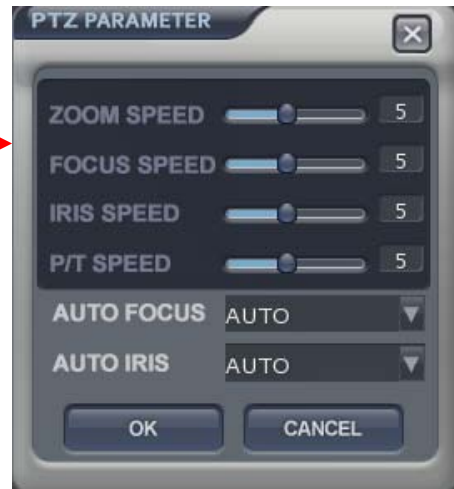 PTZ PARAMETER
ZOOM SPEED 5
FOCUS SPEED 5
IRIS SPEED 5
P/T SPEED 5
AUTO FOCUS AUTO
AUTO IRIS AUTO
OK CANCEL